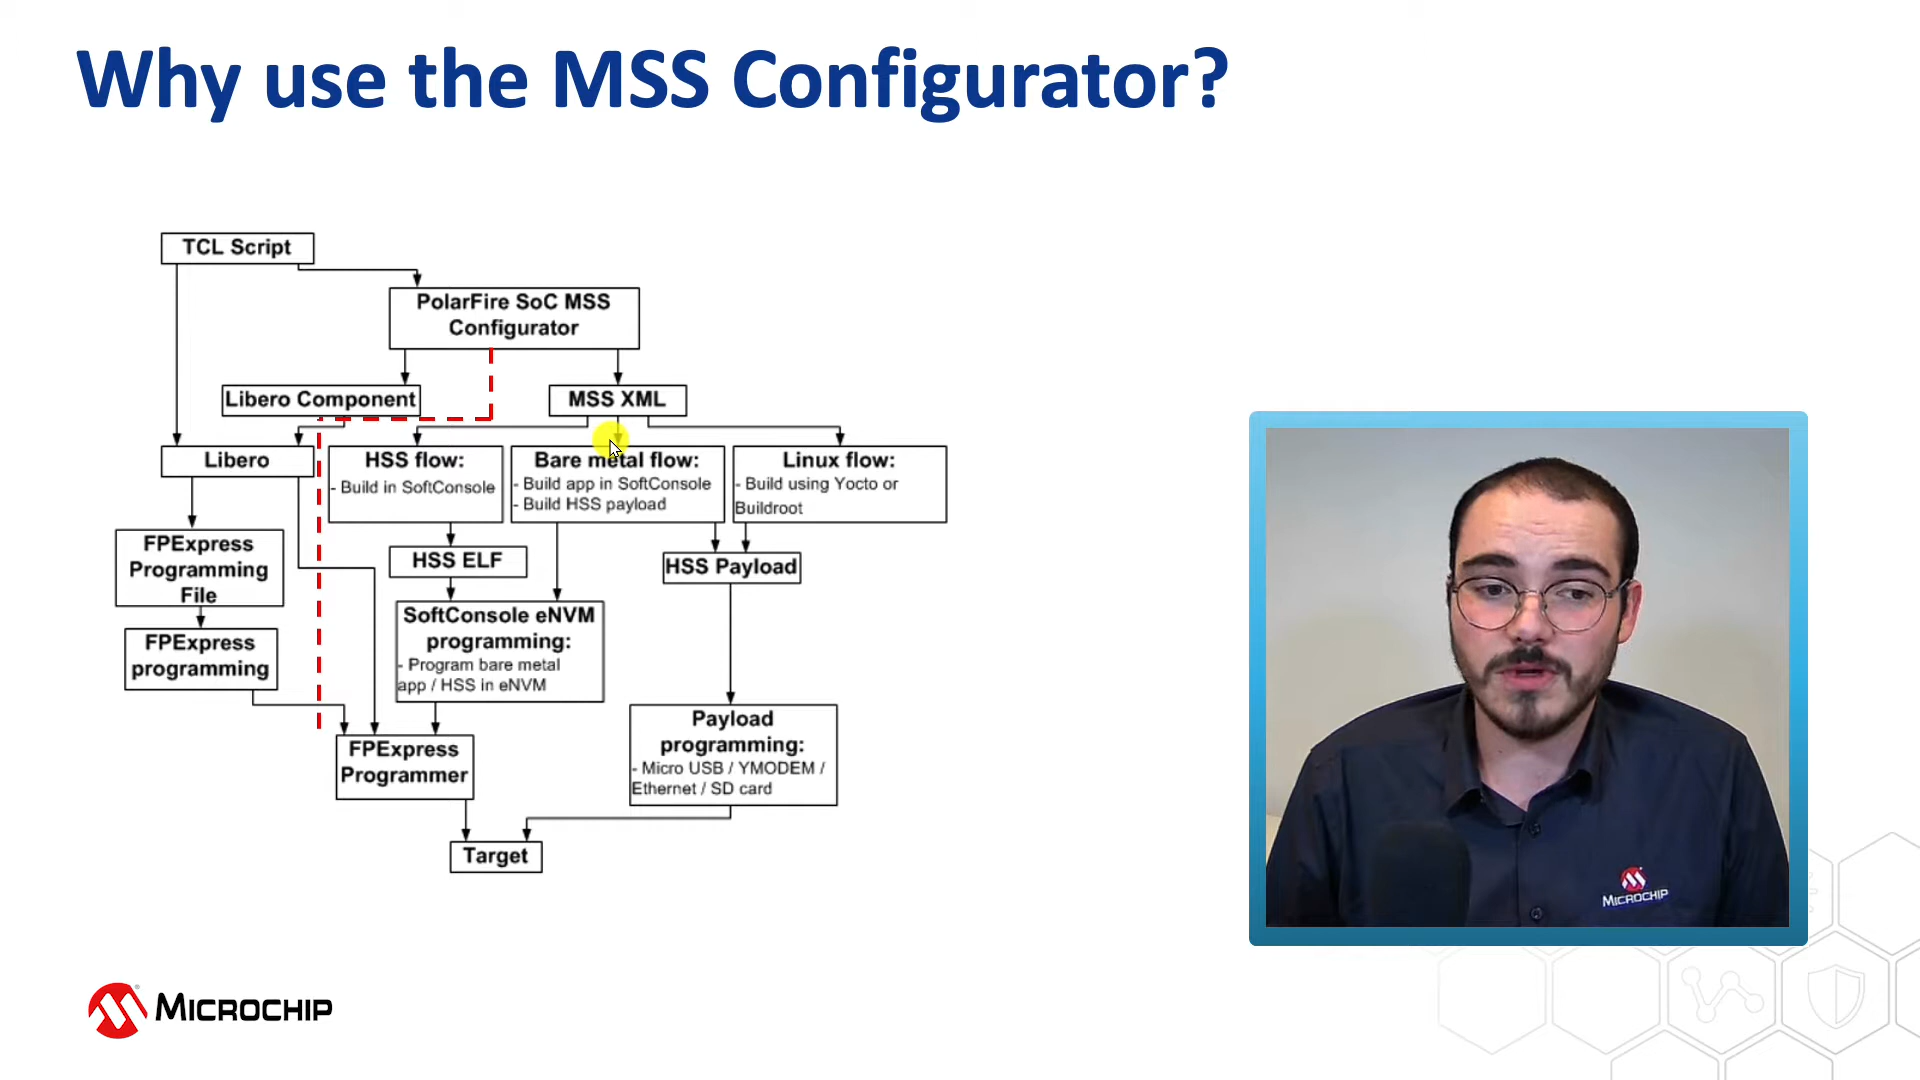 Why use the MSS Configurator?
TCL Script
PolarFire SoC MSS
Configurator
Libero Component
MSS XML
Libero
HSS flow:
- Build in SoftConsole
Bare metal flow:
- Build app in SoftConsole
- Build HSS payload
Linux flow:
- Build using Yocto or
Buildroot
FPExpress
Programming
File
HSS ELF
HSS Payload
FPExpress
programming
SoftConsole eNVM
programming:
- Program bare metal
app / HSS in eNVM
Payload
programming:
- Micro USB / YMODEM /
Ethernet / SD card
FPExpress
Programmer
Target
MICROCHIP
MICROCHIP